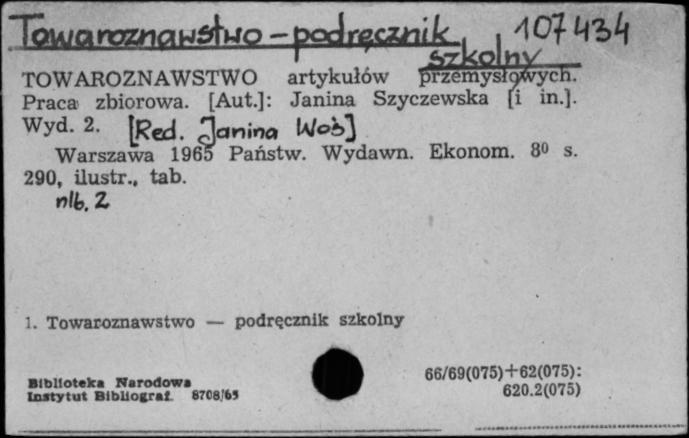 Towaroznawstwo - podręcznik szkolny
107434
TOWAROZNAWSTWO artykułów przemysłowych.
Praca zbiorowa. [Aut.]: Janina Szyczewska [i in.].
Wyd. 2. [Red. Janina Woś]
Warszawa 1965 Państw. Wydawn. Ekonom. 8⁰ s.
290, ilustr., tab.
nlb. 2
1. Towaroznawstwo — podręcznik szkolny
Biblioteka Narodowa
Instytut Bibliograf. 8708/65
66/69(075)+62(075):
620.2(075)